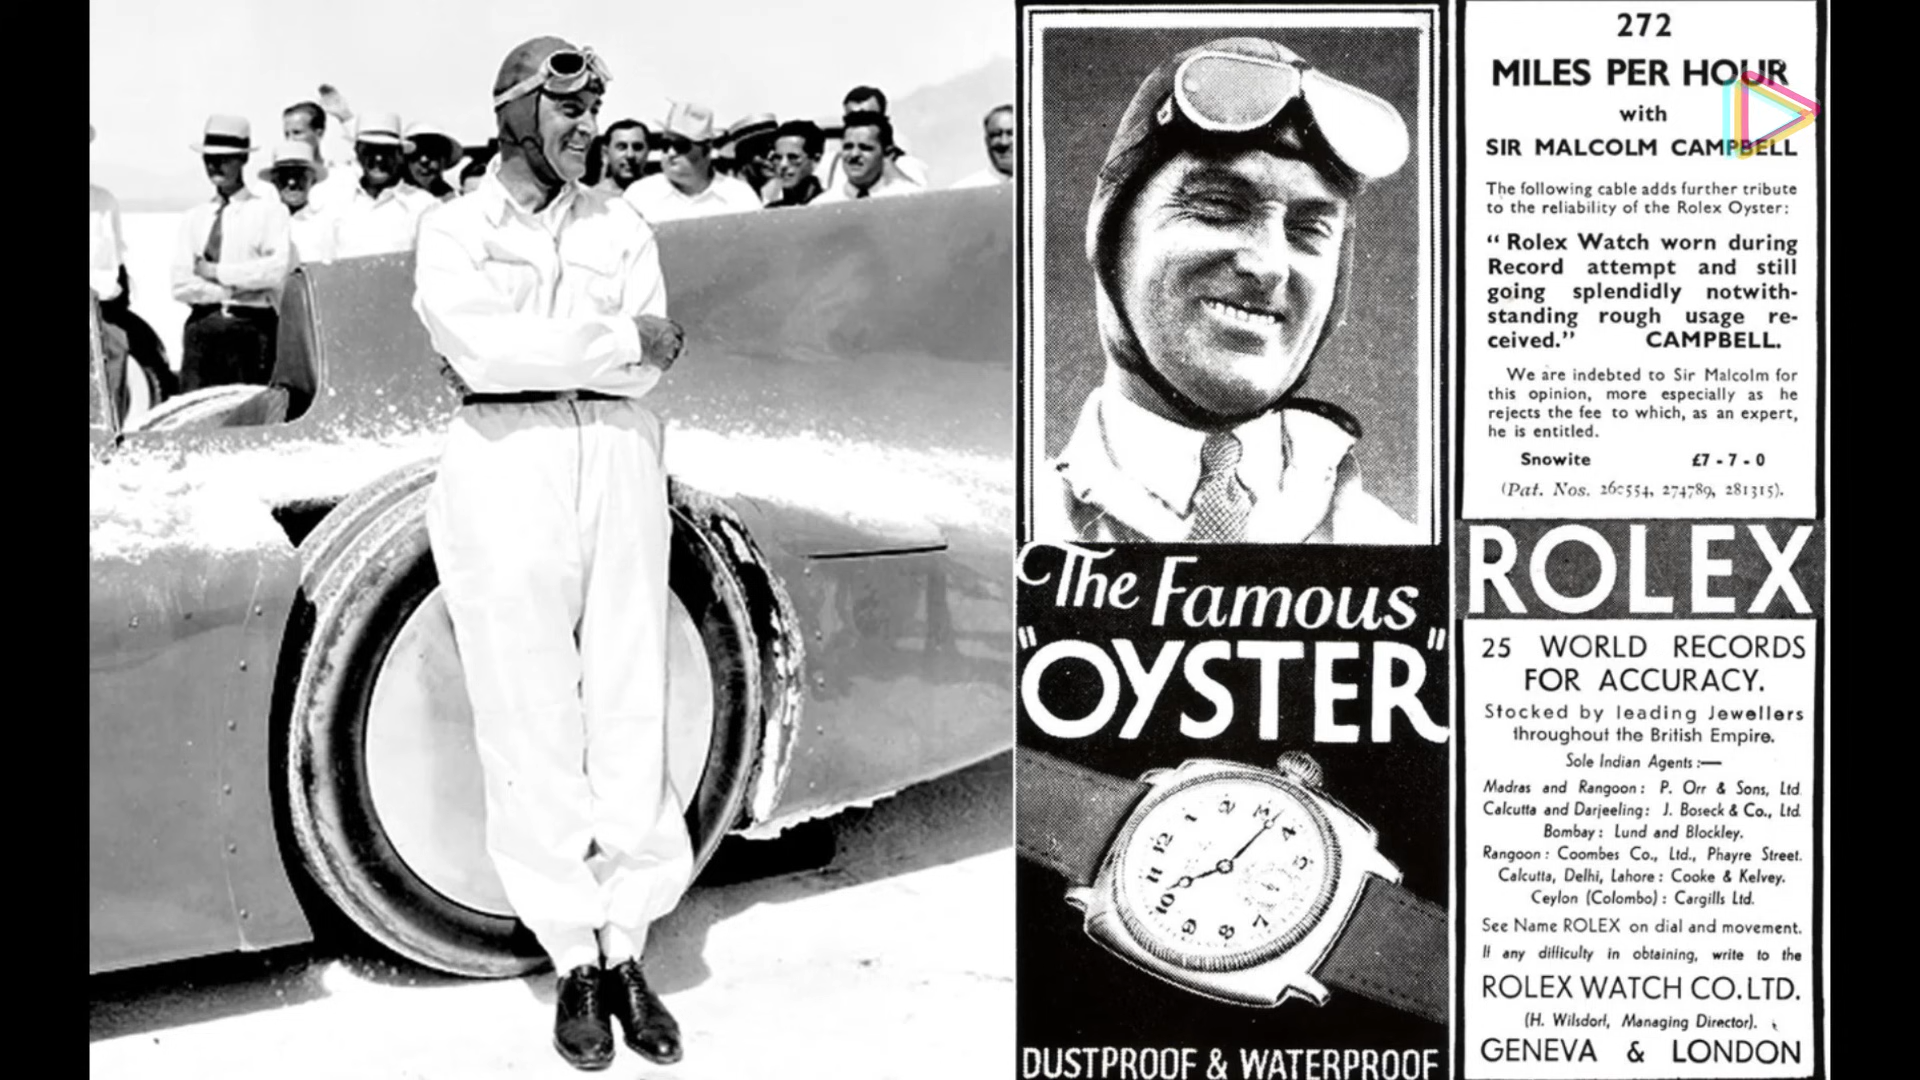 The Famous
"OYSTER"
DUSTPROOF & WATERPROOF
272
MILES PER HOUR
with
SIR MALCOLM CAMPBELL
The following cable adds further tribute
to the reliability of the Rolex Oyster:
" Rolex Watch worn during
Record attempt and still
going splendidly notwith-
standing rough usage re-
ceived." CAMPBELL.
We are indebted to Sir Malcolm for
this opinion, more especially as he
rejects the fee to which, as an expert,
he is entitled.
Snowite £7 - 7 - 0
(Pat. Nos. 260554, 274789, 281315).
ROLEX
25 WORLD RECORDS
FOR ACCURACY.
Stocked by leading Jewellers
throughout the British Empire.
Sole Indian Agents :—
Madras and Rangoon : P. Orr & Sons, Ltd.
Calcutta and Darjeeling : J. Boseck & Co., Ltd.
Bombay : Lund and Blockley.
Rangoon : Coombes Co., Ltd., Phayre Street.
Calcutta, Delhi, Lahore : Cooke & Kelvey.
Ceylon (Colombo) : Cargills Ltd.
See Name ROLEX on dial and movement.
If any difficulty in obtaining, write to the
ROLEX WATCH CO. LTD.
(H. Wilsdorf, Managing Director).
GENEVA & LONDON